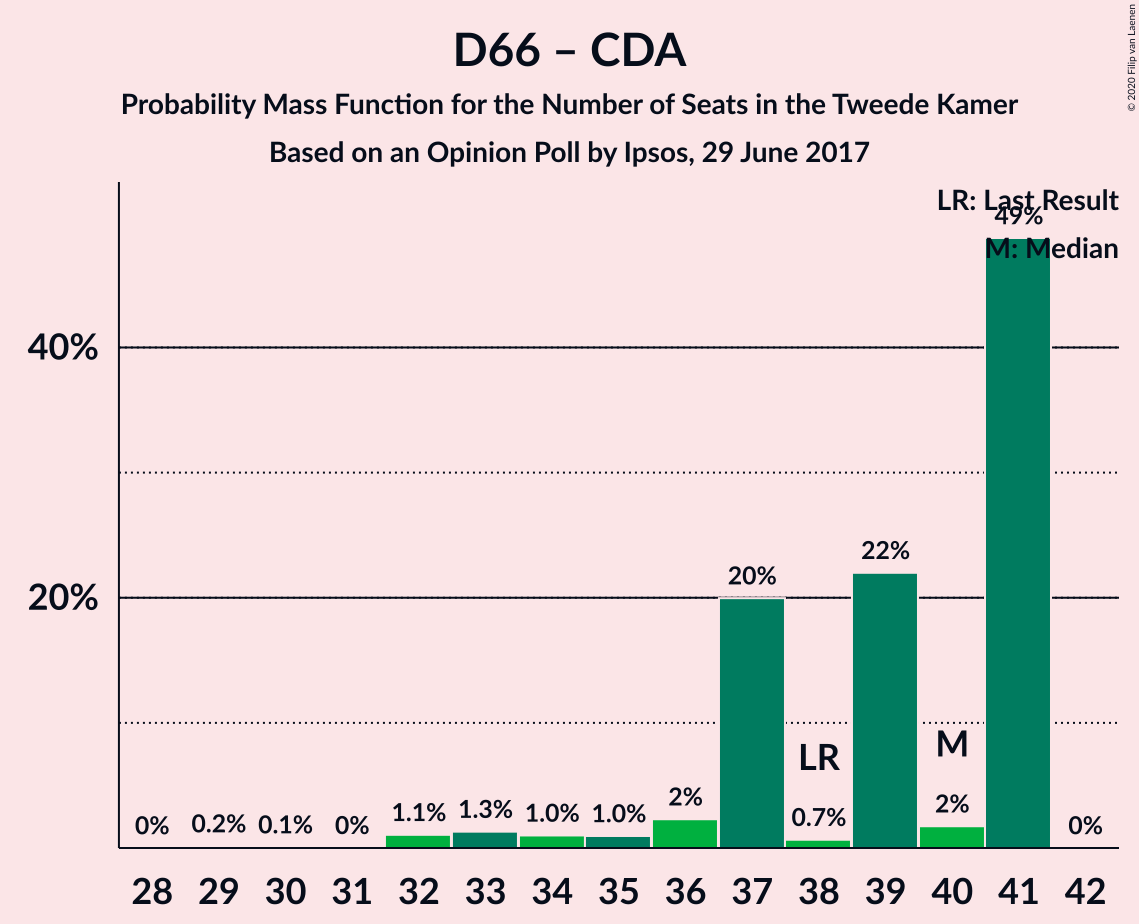 D66 – CDA
Probability Mass Function for the Number of Seats in the Tweede Kamer
Based on an Opinion Poll by Ipsos, 29 June 2017
© 2020 Filip van Laenen
LR: Last Result
49%
M: Median
40%
22%
20%
20%
M
LR
2%
2%
1.1% 1.3% 1.0% 1.0% 0.7%
0% 0.2% 0.1% 0% 0%
28 29 30 31 32 33 34 35 36 37 38 39 40 41 42